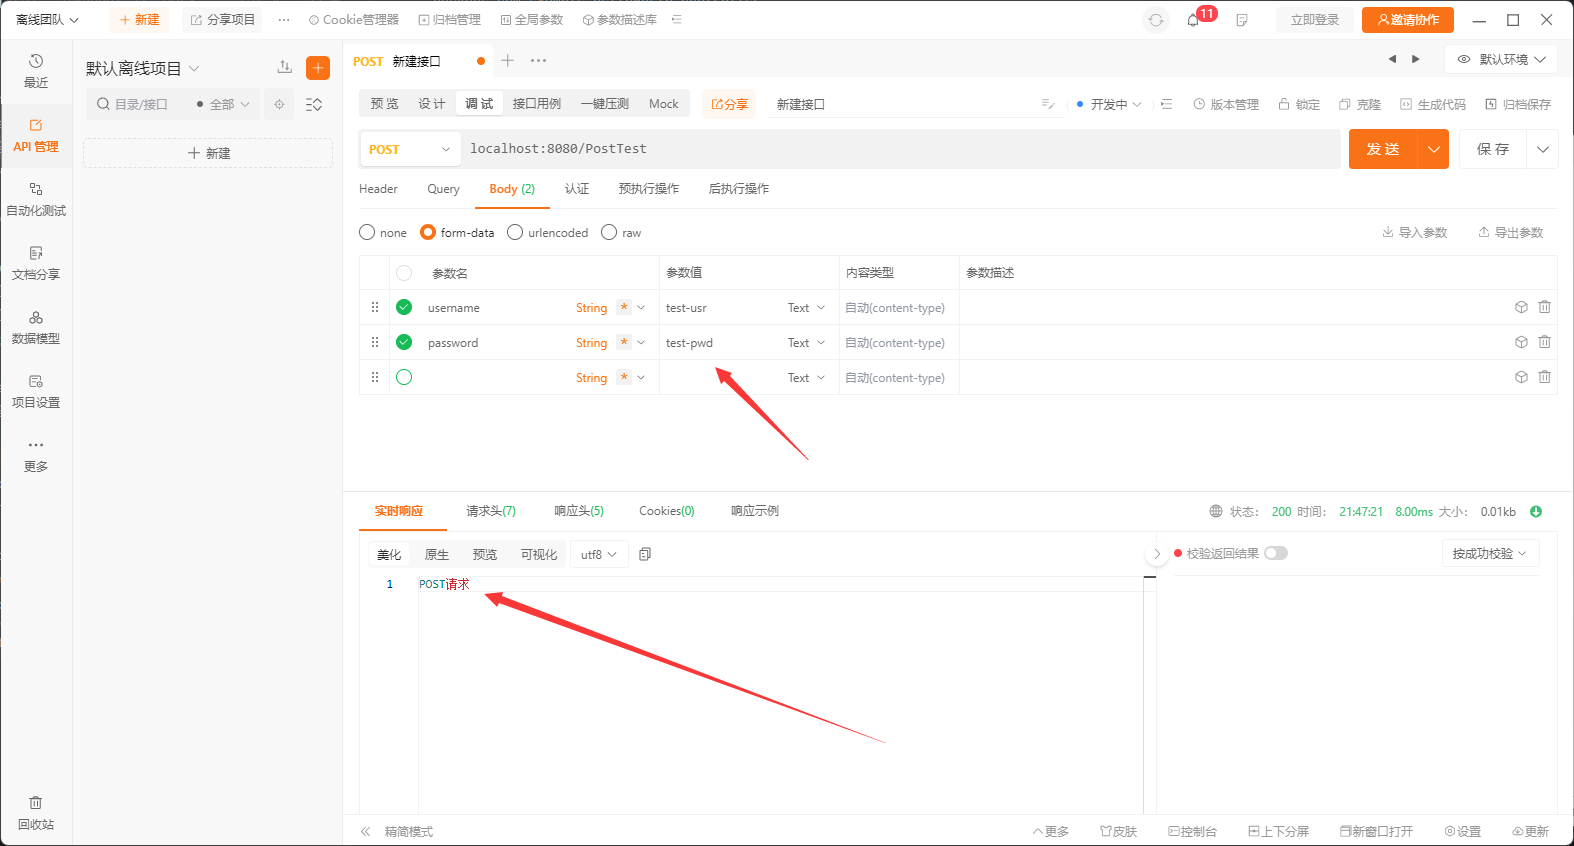 离线团队 新建 分享项目 Cookie管理器 归档管理 全局参数 参数描述库 11 立即登录 邀请协作
最近
API 管理
自动化测试
文档分享
数据模型
项目设置
更多
回收站
默认离线项目
目录/接口 全部
新建
POST 新建接口 默认环境
预览 设计 调试 接口用例 一键压测 Mock 分享 新建接口 开发中 版本管理 锁定 克隆 生成代码 归档保存
POST localhost:8080/PostTest 发送 保存
Header Query Body (2) 认证 预执行操作 后执行操作
none form-data urlencoded raw 导入参数 导出参数
参数名 参数值 内容类型 参数描述
username String * test-usr Text 自动(content-type)
password String * test-pwd Text 自动(content-type)
String * Text 自动(content-type)
实时响应 请求头(7) 响应头(5) Cookies(0) 响应示例 状态： 200 时间： 21:47:21 8.00ms 大小： 0.01kb
美化 原生 预览 可视化 utf8 校验返回结果 按成功校验
1 POST请求
精简模式 更多 皮肤 控制台 上下分屏 新窗口打开 设置 更新